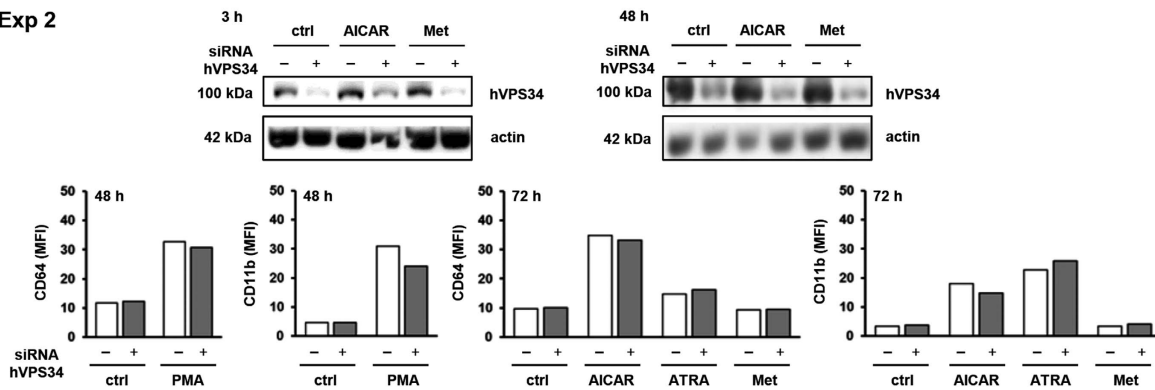 Exp 2
3 h
ctrl AICAR Met
siRNA
hVPS34 – + – + – +
100 kDa hVPS34
42 kDa actin
48 h
ctrl AICAR Met
siRNA
hVPS34 – + – + – +
100 kDa hVPS34
42 kDa actin
48 h
CD64 (MFI)
50
40
30
20
10
0
siRNA
hVPS34
– + – +
ctrl PMA
48 h
CD11b (MFI)
50
40
30
20
10
0
– + – +
ctrl PMA
72 h
CD64 (MFI)
50
40
30
20
10
0
– + – + – + – +
ctrl AICAR ATRA Met
72 h
CD11b (MFI)
50
40
30
20
10
0
– + – + – + – +
ctrl AICAR ATRA Met